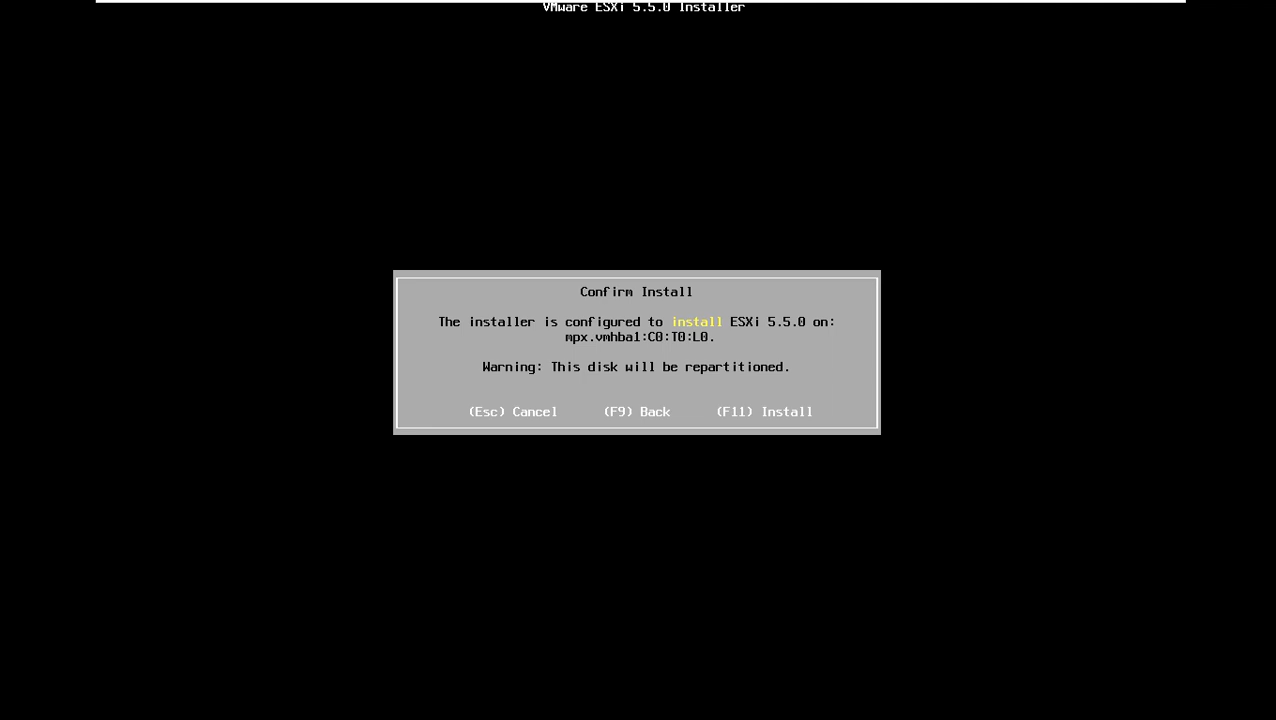 VMware ESXi 5.5.0 Installer
Confirm Install
The installer is configured to install ESXi 5.5.0 on:
mpx.vmhba1:C0:T0:L0.
Warning: This disk will be repartitioned.
(Esc) Cancel (F9) Back (F11) Install